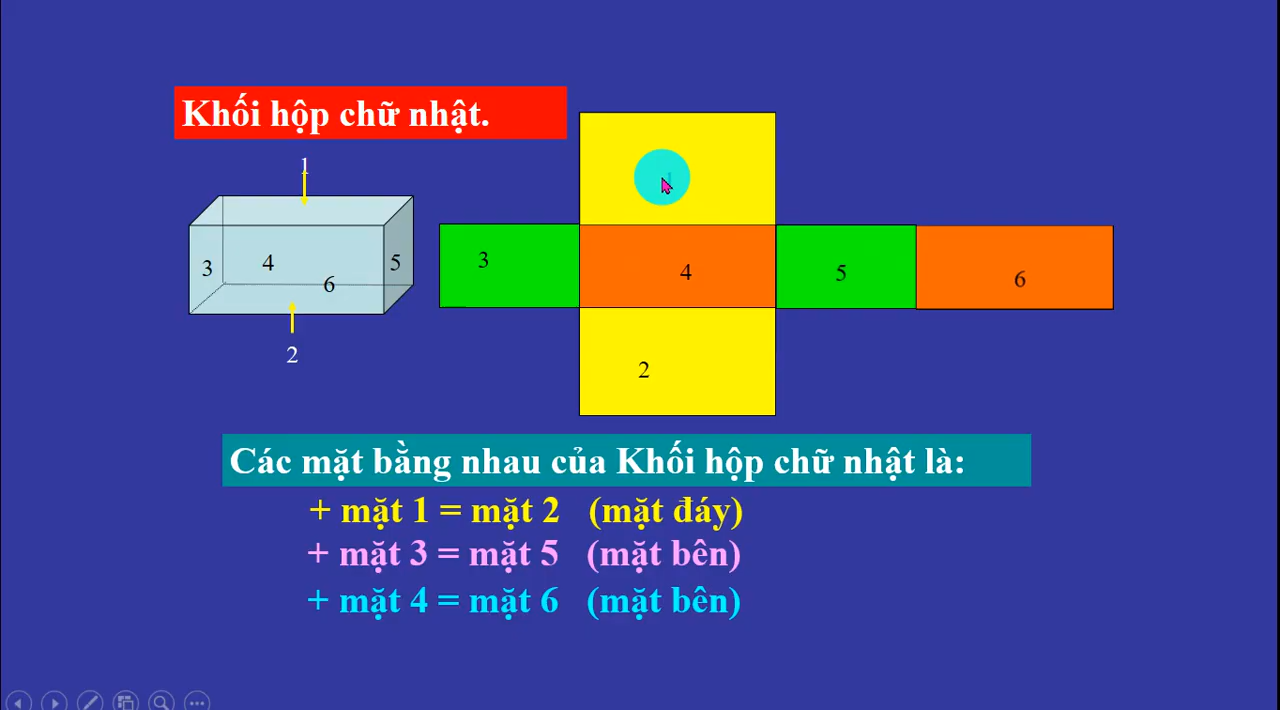 Khối hộp chữ nhật.
1
3 4 6 5
2
1
3 4 5 6
2
Các mặt bằng nhau của Khối hộp chữ nhật là:
+ mặt 1 = mặt 2 (mặt đáy)
+ mặt 3 = mặt 5 (mặt bên)
+ mặt 4 = mặt 6 (mặt bên)